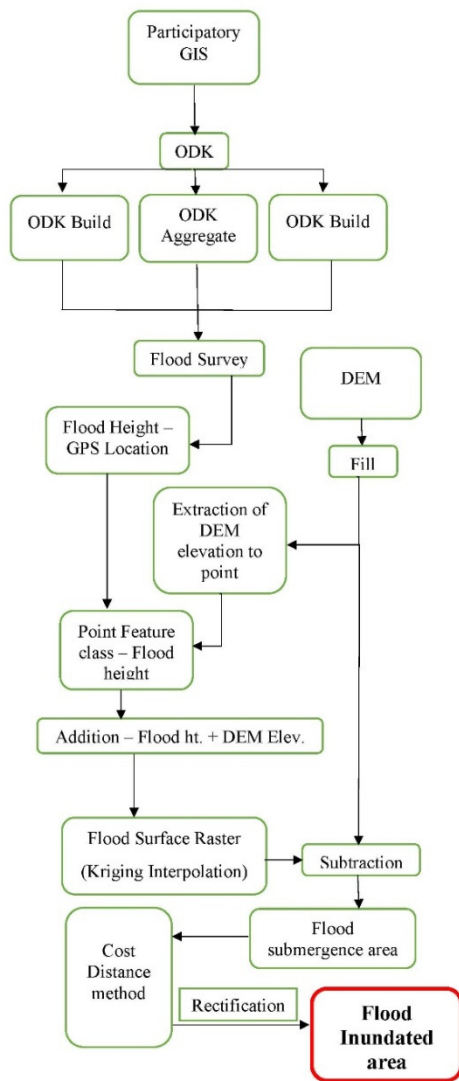 Participatory
GIS
ODK
ODK Build
ODK
Aggregate
ODK Build
Flood Survey
DEM
Flood Height –
GPS Location
Fill
Extraction of
DEM
elevation to
point
Point Feature
class – Flood
height
Addition – Flood ht. + DEM Elev.
Flood Surface Raster
(Kriging Interpolation)
Subtraction
Flood
submergence area
Cost
Distance
method
Rectification
Flood
Inundated
area